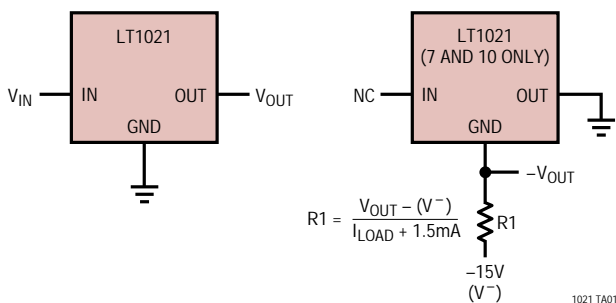 LT1021
V_IN
IN
OUT
V_OUT
GND
LT1021
(7 AND 10 ONLY)
NC
IN
OUT
GND
–V_OUT
R1 = V_OUT – (V⁻)
I_LOAD + 1.5mA
R1
–15V
(V⁻)
1021 TA01